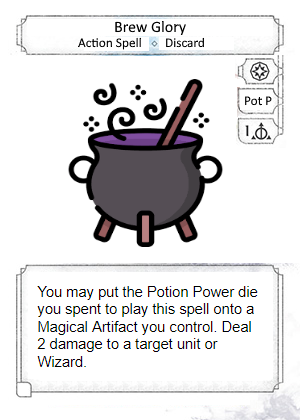 Brew Glory
Action Spell Discard
Pot P
1
You may put the Potion Power die
you spent to play this spell onto a
Magical Artifact you control. Deal
2 damage to a target unit or
Wizard.